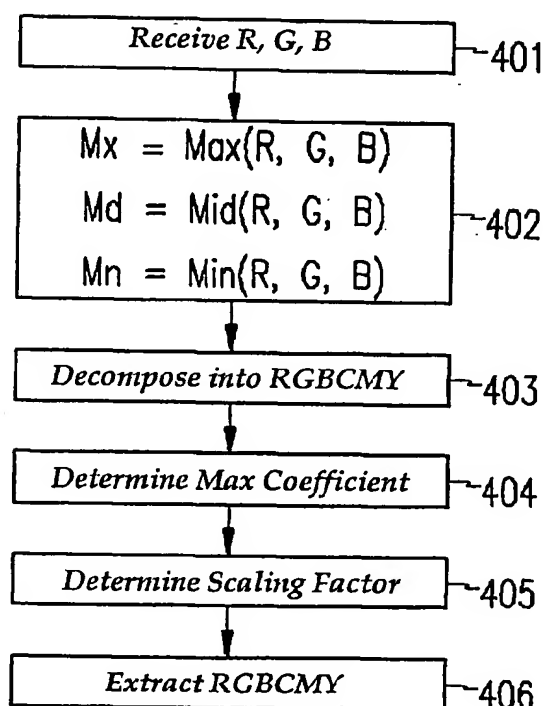 Receive R, G, B
401
Mx = Max(R, G, B)
Md = Mid(R, G, B)
Mn = Min(R, G, B)
402
Decompose into RGBCMY
403
Determine Max Coefficient
404
Determine Scaling Factor
405
Extract RGBCMY
406